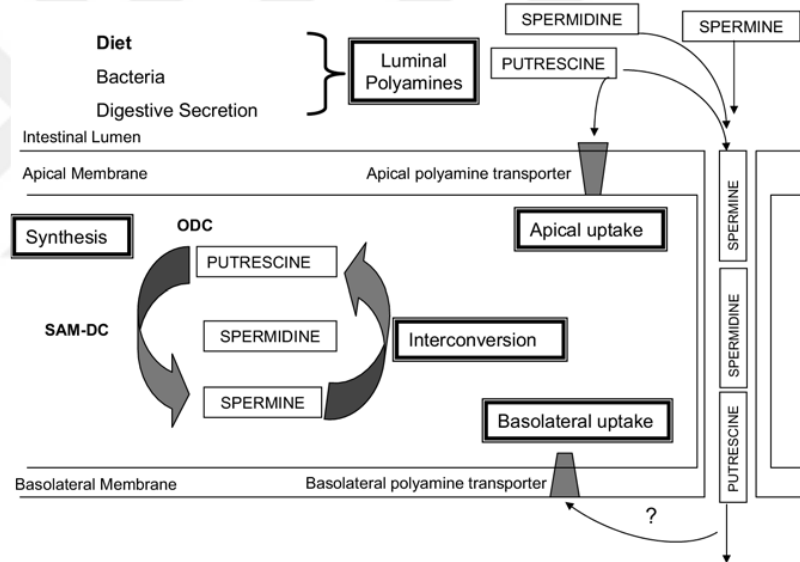 SPERMIDINE
SPERMINE
Diet
Bacteria
Digestive Secretion
Luminal
Polyamines
PUTRESCINE
Intestinal Lumen
Apical Membrane
Apical polyamine transporter
SPERMINE
Synthesis
ODC
Apical uptake
PUTRESCINE
SAM-DC
SPERMIDINE
Interconversion
SPERMIDINE
SPERMINE
Basolateral uptake
PUTRESCINE
Basolateral Membrane
Basolateral polyamine transporter
?